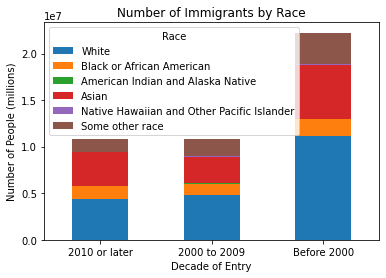 Number of Immigrants by Race
1e7
Race
White
Black or African American
American Indian and Alaska Native
Asian
Native Hawaiian and Other Pacific Islander
Some other race
Number of People (millions)
2.0
1.5
1.0
0.5
0.0
2010 or later 2000 to 2009 Before 2000
Decade of Entry